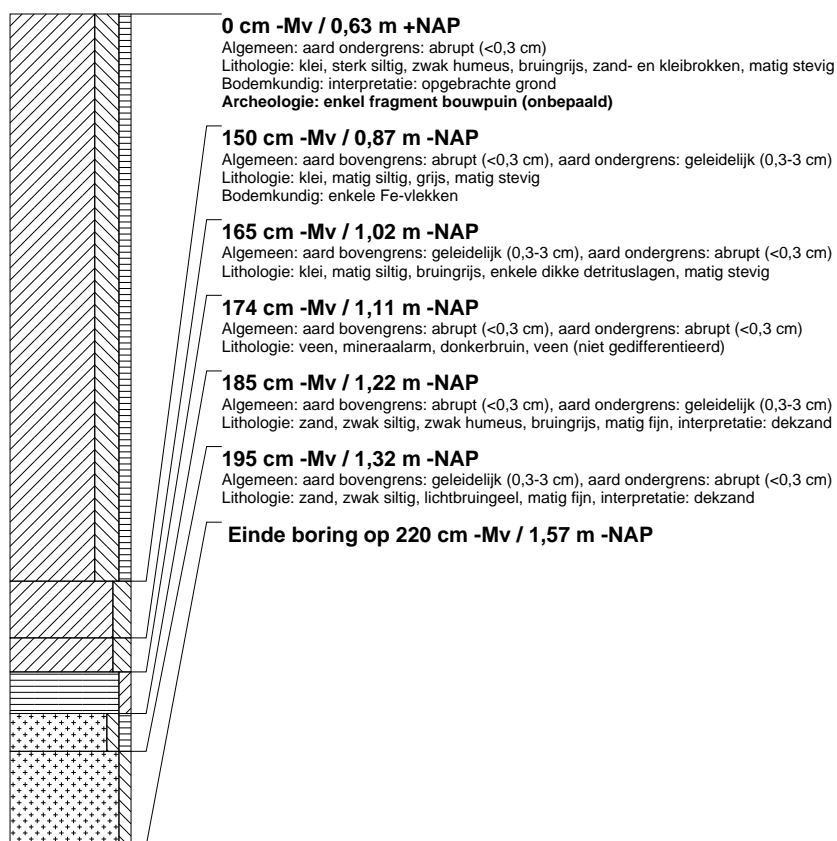 0 cm -Mv / 0,63 m +NAP
Algemeen: aard ondergrens: abrupt (<0,3 cm)
Lithologie: klei, sterk siltig, zwak humeus, bruingrijs, zand- en kleibrokken, matig stevig
Bodemkundig: interpretatie: opgebrachte grond
Archeologie: enkel fragment bouwpuin (onbepaald)
150 cm -Mv / 0,87 m -NAP
Algemeen: aard bovengrens: abrupt (<0,3 cm), aard ondergrens: geleidelijk (0,3-3 cm)
Lithologie: klei, matig siltig, grijs, matig stevig
Bodemkundig: enkele Fe-vlekken
165 cm -Mv / 1,02 m -NAP
Algemeen: aard bovengrens: geleidelijk (0,3-3 cm), aard ondergrens: abrupt (<0,3 cm)
Lithologie: klei, matig siltig, bruingrijs, enkele dikke detrituslagen, matig stevig
174 cm -Mv / 1,11 m -NAP
Algemeen: aard bovengrens: abrupt (<0,3 cm), aard ondergrens: abrupt (<0,3 cm)
Lithologie: veen, mineraalarm, donkerbruin, veen (niet gedifferentieerd)
185 cm -Mv / 1,22 m -NAP
Algemeen: aard bovengrens: abrupt (<0,3 cm), aard ondergrens: geleidelijk (0,3-3 cm)
Lithologie: zand, zwak siltig, zwak humeus, bruingrijs, matig fijn, interpretatie: dekzand
195 cm -Mv / 1,32 m -NAP
Algemeen: aard bovengrens: geleidelijk (0,3-3 cm), aard ondergrens: abrupt (<0,3 cm)
Lithologie: zand, zwak siltig, lichtbruingeel, matig fijn, interpretatie: dekzand
Einde boring op 220 cm -Mv / 1,57 m -NAP